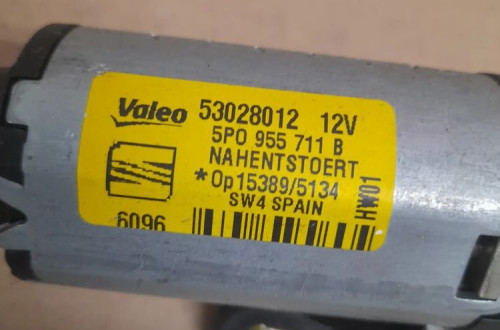 Valeo 53028012 12V
5P0 955 711 B
NAHENTSTOERT
*Op15389/5134
SW4 SPAIN
HW01
6096